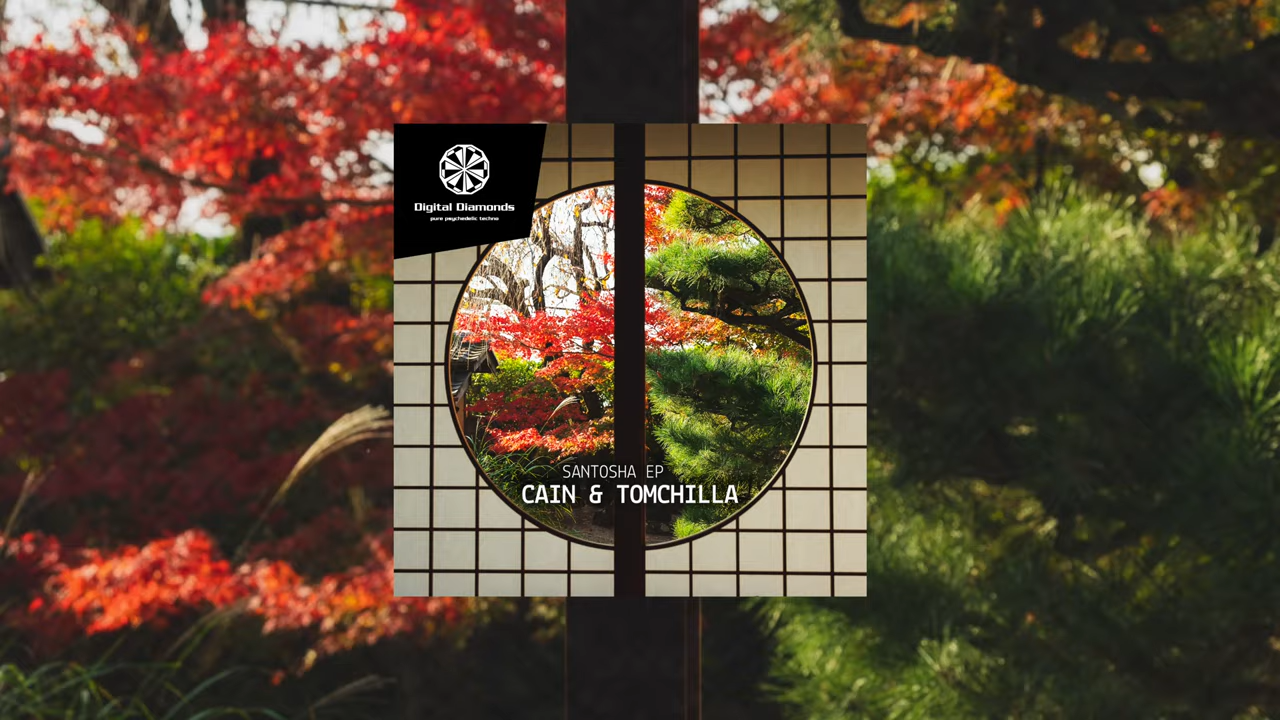 Digital Diamonds
pure psychedelic techno
SANTOSHA EP
CAIN & TOMCHILLA